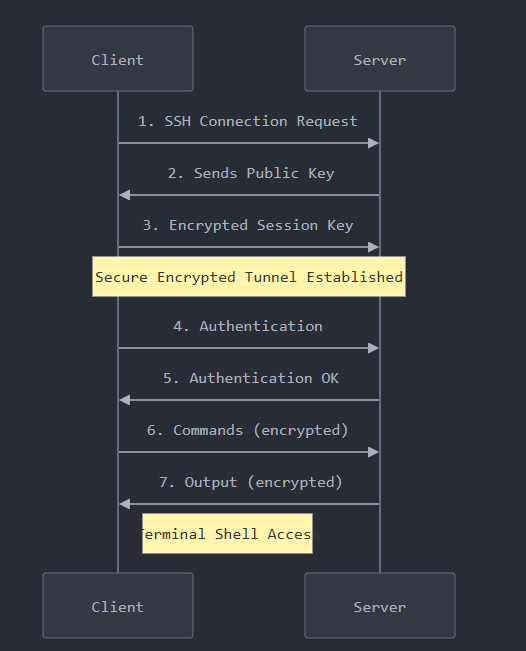 Client
Server
1. SSH Connection Request
2. Sends Public Key
3. Encrypted Session Key
Secure Encrypted Tunnel Established
4. Authentication
5. Authentication OK
6. Commands (encrypted)
7. Output (encrypted)
Terminal Shell Acces
Client
Server